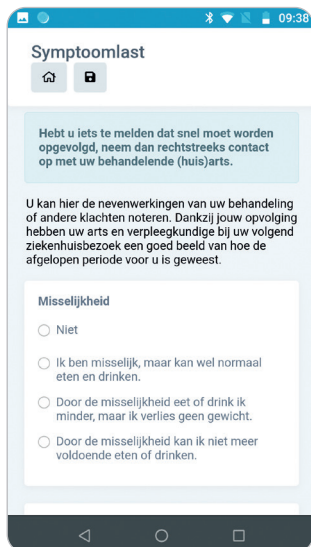 09:38
Symptoomlast
Hebt u iets te melden dat snel moet worden
opgevolgd, neem dan rechtstreeks contact
op met uw behandelende (huis)arts.
U kan hier de nevenwerkingen van uw behandeling
of andere klachten noteren. Dankzij jouw opvolging
hebben uw arts en verpleegkundige bij uw volgend
ziekenhuisbezoek een goed beeld van hoe de
afgelopen periode voor u is geweest.
Misselijkheid
Niet
Ik ben misselijk, maar kan wel normaal
eten en drinken.
Door de misselijkheid eet of drink ik
minder, maar ik verlies geen gewicht.
Door de misselijkheid kan ik niet meer
voldoende eten of drinken.